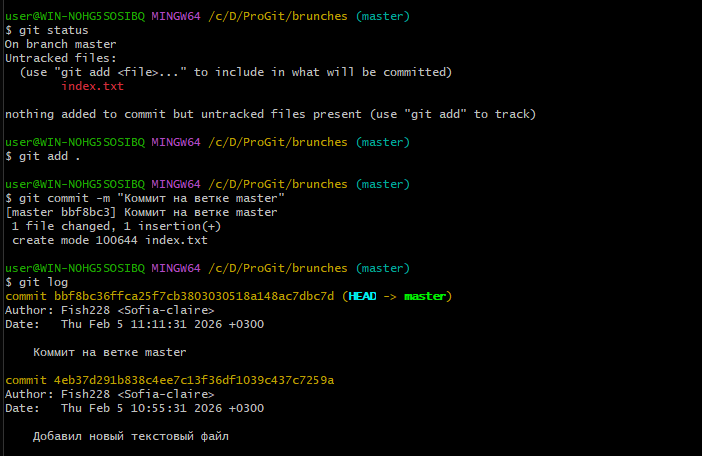 user@WIN-NOHG5SOSIBQ MINGW64 /c/D/ProGit/brunches (master)
$ git status
On branch master
Untracked files:
  (use "git add <file>..." to include in what will be committed)
        index.txt

nothing added to commit but untracked files present (use "git add" to track)

user@WIN-NOHG5SOSIBQ MINGW64 /c/D/ProGit/brunches (master)
$ git add .

user@WIN-NOHG5SOSIBQ MINGW64 /c/D/ProGit/brunches (master)
$ git commit -m "Коммит на ветке master"
[master bbf8bc3] Коммит на ветке master
 1 file changed, 1 insertion(+)
 create mode 100644 index.txt

user@WIN-NOHG5SOSIBQ MINGW64 /c/D/ProGit/brunches (master)
$ git log
commit bbf8bc36ffca25f7cb3803030518a148ac7dbc7d (HEAD -> master)
Author: Fish228 <Sofia-claire>
Date:   Thu Feb 5 11:11:31 2026 +0300

    Коммит на ветке master

commit 4eb37d291b838c4ee7c13f36df1039c437c7259a
Author: Fish228 <Sofia-claire>
Date:   Thu Feb 5 10:55:31 2026 +0300

    Добавил новый текстовый файл